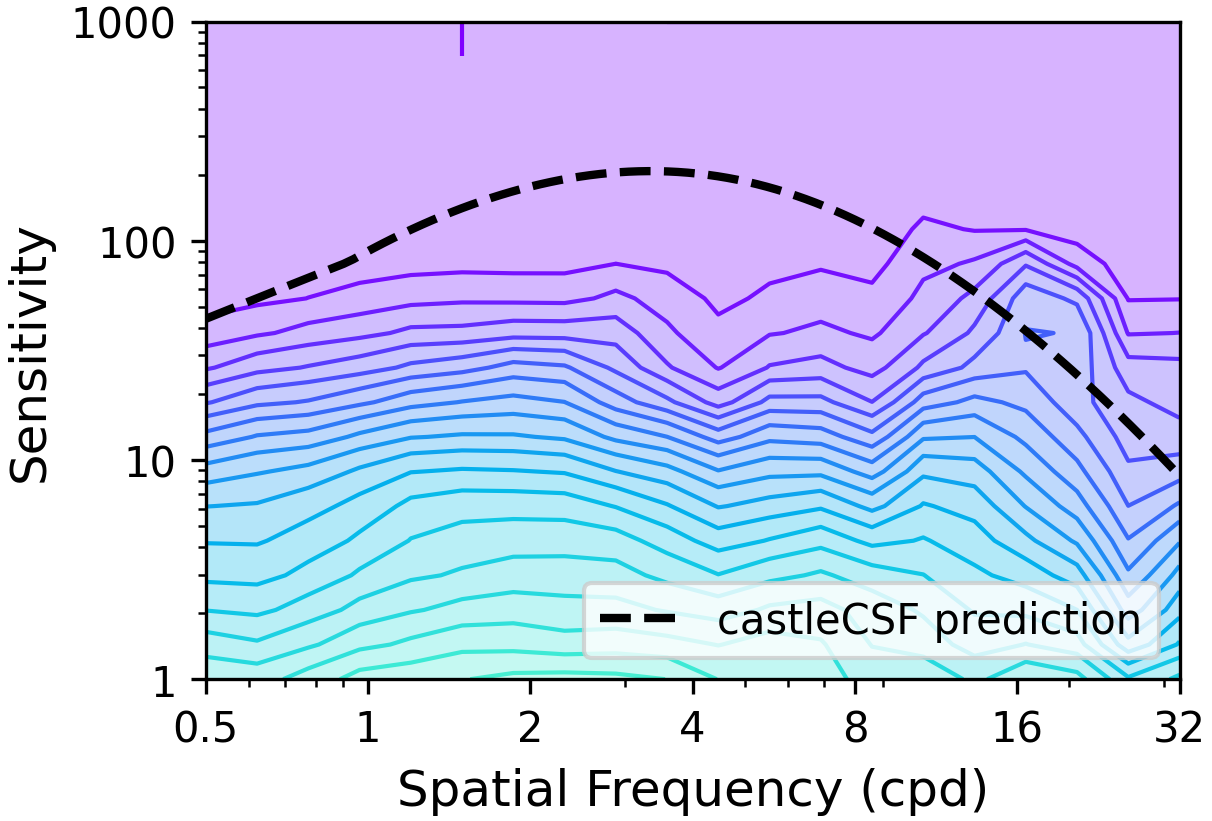 1000
100
10
1
Sensitivity
castleCSF prediction
0.5 1 2 4 8 16 32
Spatial Frequency (cpd)